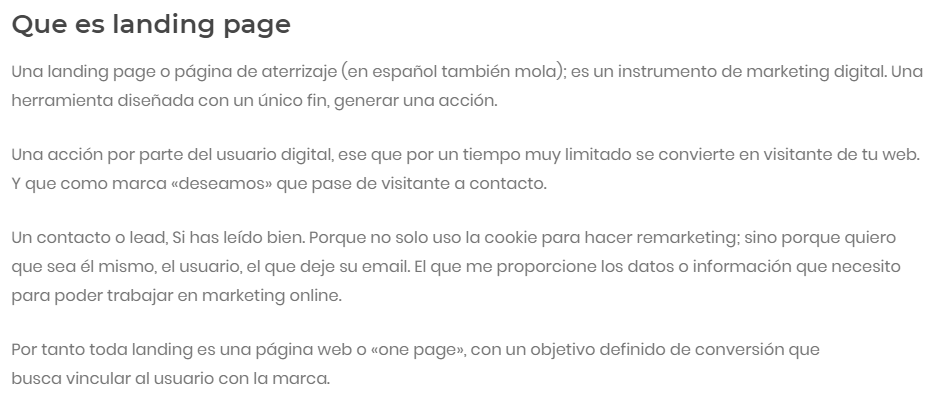 Que es landing page
Una landing page o página de aterrizaje (en español también mola); es un instrumento de marketing digital. Una
herramienta diseñada con un único fin, generar una acción.
Una acción por parte del usuario digital, ese que por un tiempo muy limitado se convierte en visitante de tu web.
Y que como marca «deseamos» que pase de visitante a contacto.
Un contacto o lead, Si has leído bien. Porque no solo uso la cookie para hacer remarketing; sino porque quiero
que sea él mismo, el usuario, el que deje su email. El que me proporcione los datos o información que necesito
para poder trabajar en marketing online.
Por tanto toda landing es una página web o «one page», con un objetivo definido de conversión que
busca vincular al usuario con la marca.